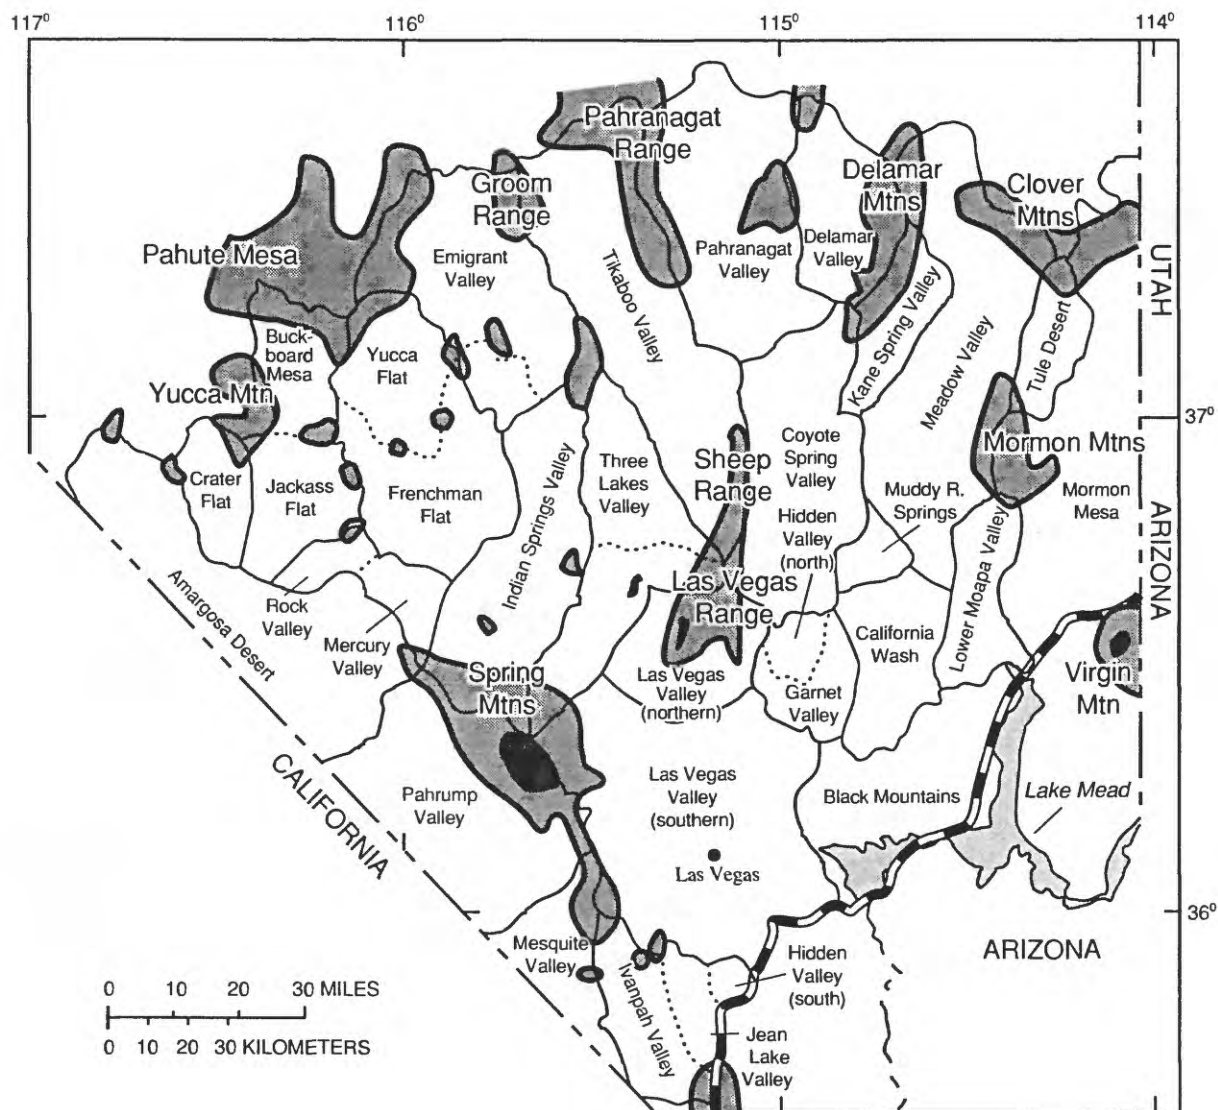 117⁰
116⁰
115⁰
114⁰
Pahranagat
Range
Groom
Range
Delamar
Mtns
Clover
Mtns
Pahute Mesa
Emigrant
Valley
Tikaboo Valley
Pahranagat
Valley
Delamar
Valley
Kane Spring Valley
Meadow Valley
Tule Desert
UTAH
Buck-
board
Mesa
Yucca
Flat
Yucca Mtn
37⁰
Crater
Flat
Jackass
Flat
Frenchman
Flat
Indian Springs Valley
Three
Lakes
Valley
Sheep
Range
Coyote
Spring
Valley
Hidden
Valley
(north)
Muddy R.
Springs
Mormon Mtns
Mormon
Mesa
ARIZONA
Amargosa Desert
Rock
Valley
Mercury
Valley
Las Vegas
Range
California
Wash
Lower Moapa Valley
Spring
Mtns
Las Vegas
Valley
(northern)
Garnet
Valley
Virgin
Mtn
CALIFORNIA
Pahrump
Valley
Las Vegas
Valley
(southern)
Black Mountains
Lake Mead
Las Vegas
36⁰
Mesquite
Valley
Ivanpah Valley
Hidden
Valley
(south)
ARIZONA
Jean
Lake
Valley
0 10 20 30 MILES
0 10 20 30 KILOMETERS